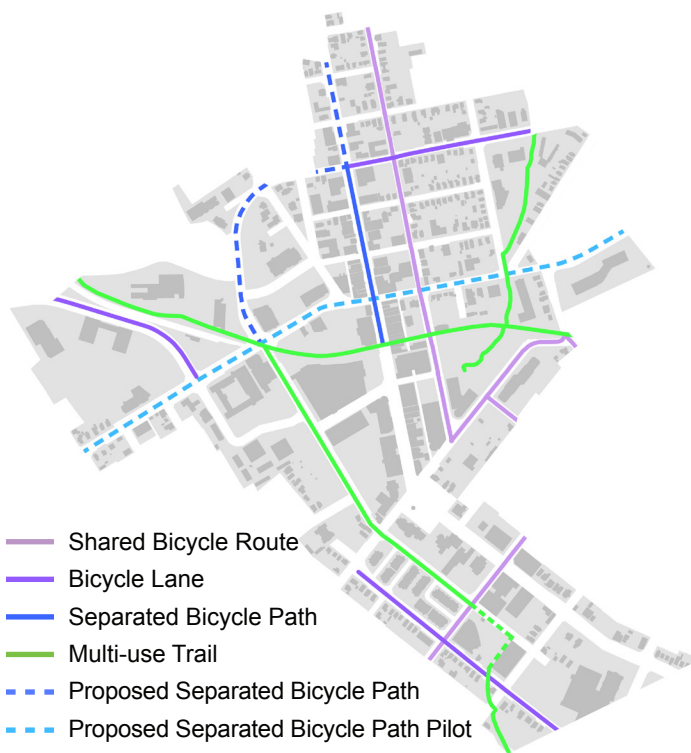 Shared Bicycle Route
Bicycle Lane
Separated Bicycle Path
Multi-use Trail
Proposed Separated Bicycle Path
Proposed Separated Bicycle Path Pilot